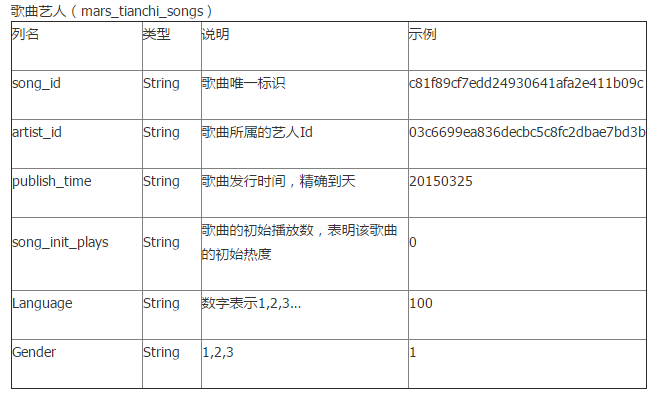 歌曲艺人（mars_tianchi_songs）
列名 类型 说明 示例
song_id String 歌曲唯一标识 c81f89cf7edd24930641afa2e411b09c
artist_id String 歌曲所属的艺人Id 03c6699ea836decbc5c8fc2dbae7bd3b
publish_time String 歌曲发行时间，精确到天 20150325
song_init_plays String 歌曲的初始播放数，表明该歌曲 0
的初始热度
Language String 数字表示1,2,3... 100
Gender String 1,2,3 1